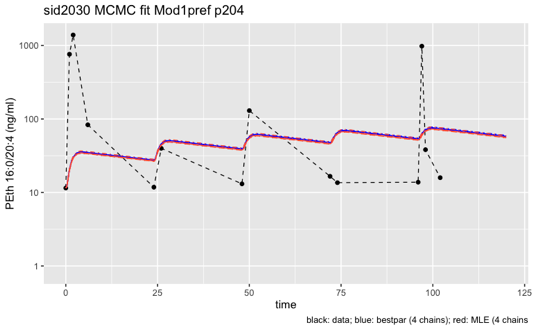 sid2030 MCMC fit Mod1pref p204
PEth 16:0/20:4 (ng/ml)
1000
100
10
1
0
25
50
75
100
125
time
black: data; blue: bestpar (4 chains); red: MLE (4 chains